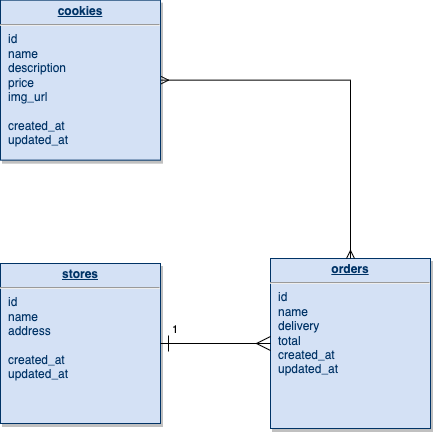 cookies
id
name
description
price
img_url
created_at
updated_at
stores
id
name
address
created_at
updated_at
1
orders
id
name
delivery
total
created_at
updated_at